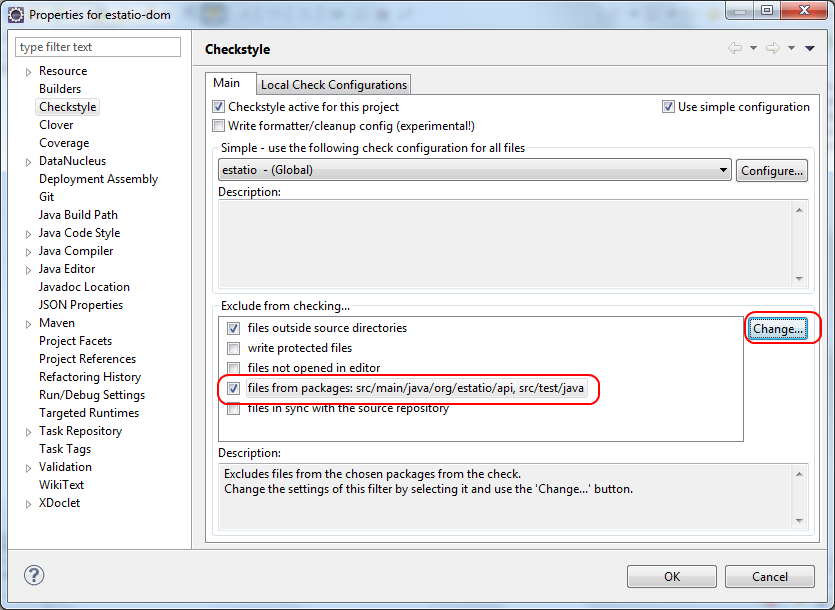 Properties for estatio-dom
type filter text
Resource
Builders
Checkstyle
Clover
Coverage
DataNucleus
Deployment Assembly
Git
Java Build Path
Java Code Style
Java Compiler
Java Editor
Javadoc Location
JSON Properties
Maven
Project Facets
Project References
Refactoring History
Run/Debug Settings
Targeted Runtimes
Task Repository
Task Tags
Validation
WikiText
XDoclet
Checkstyle
Main
Local Check Configurations
Checkstyle active for this project
Use simple configuration
Write formatter/cleanup config (experimental!)
Simple - use the following check configuration for all files
estatio - (Global)
Configure...
Description:
Exclude from checking...
files outside source directories
Change...
write protected files
files not opened in editor
files from packages: src/main/java/org/estatio/api, src/test/java
files in sync with the source repository
Description:
Excludes files from the chosen packages from the check.
Change the settings of this filter by selecting it and use the 'Change...' button.
?
OK
Cancel